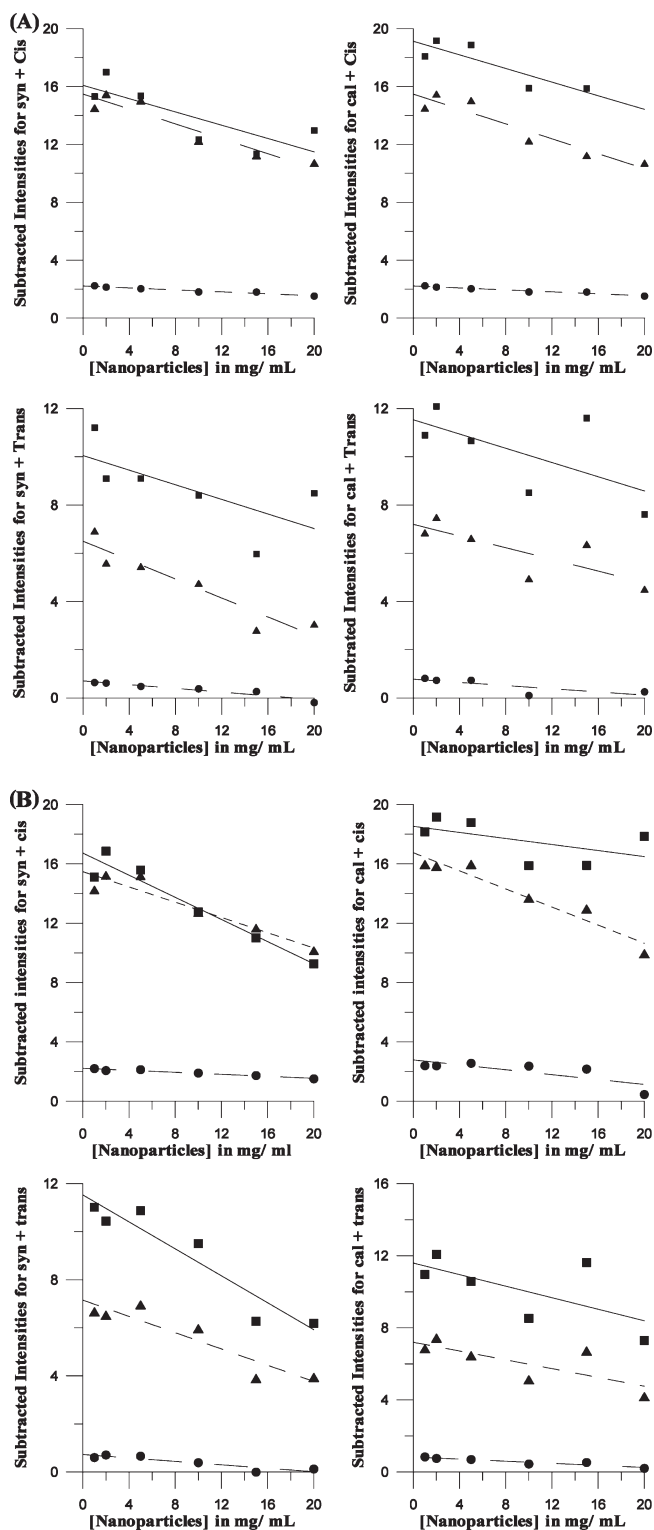 (A)
Subtracted Intensities for syn + Cis
20
16
12
8
4
0
0 4 8 12 16 20
[Nanoparticles] in mg/ mL
Subtracted Intensities for cal + Cis
20
16
12
8
4
0
0 4 8 12 16 20
[Nanoparticles] in mg/ mL
Subtracted Intensities for syn + Trans
12
8
4
0
0 4 8 12 16 20
[Nanoparticles] in mg/ mL
Subtrated Intensities for cal + Trans
12
8
4
0
0 4 8 12 16 20
[Nanoparticles] in mg/ mL
(B)
Subtracted intensities for syn + cis
20
16
12
8
4
0
0 4 8 12 16 20
[Nanoparticles] in mg/ ml
Subtracted intensities for cal + cis
20
16
12
8
4
0
0 4 8 12 16 20
[Nanoparticles] in mg/ mL
Subtracted Intensities for syn + trans
12
8
4
0
0 4 8 12 16 20
[Nanoparticles] in mg/ mL
Subtracted Intensities for cal + trans
16
12
8
4
0
0 4 8 12 16 20
[Nanoparticles] in mg/ mL